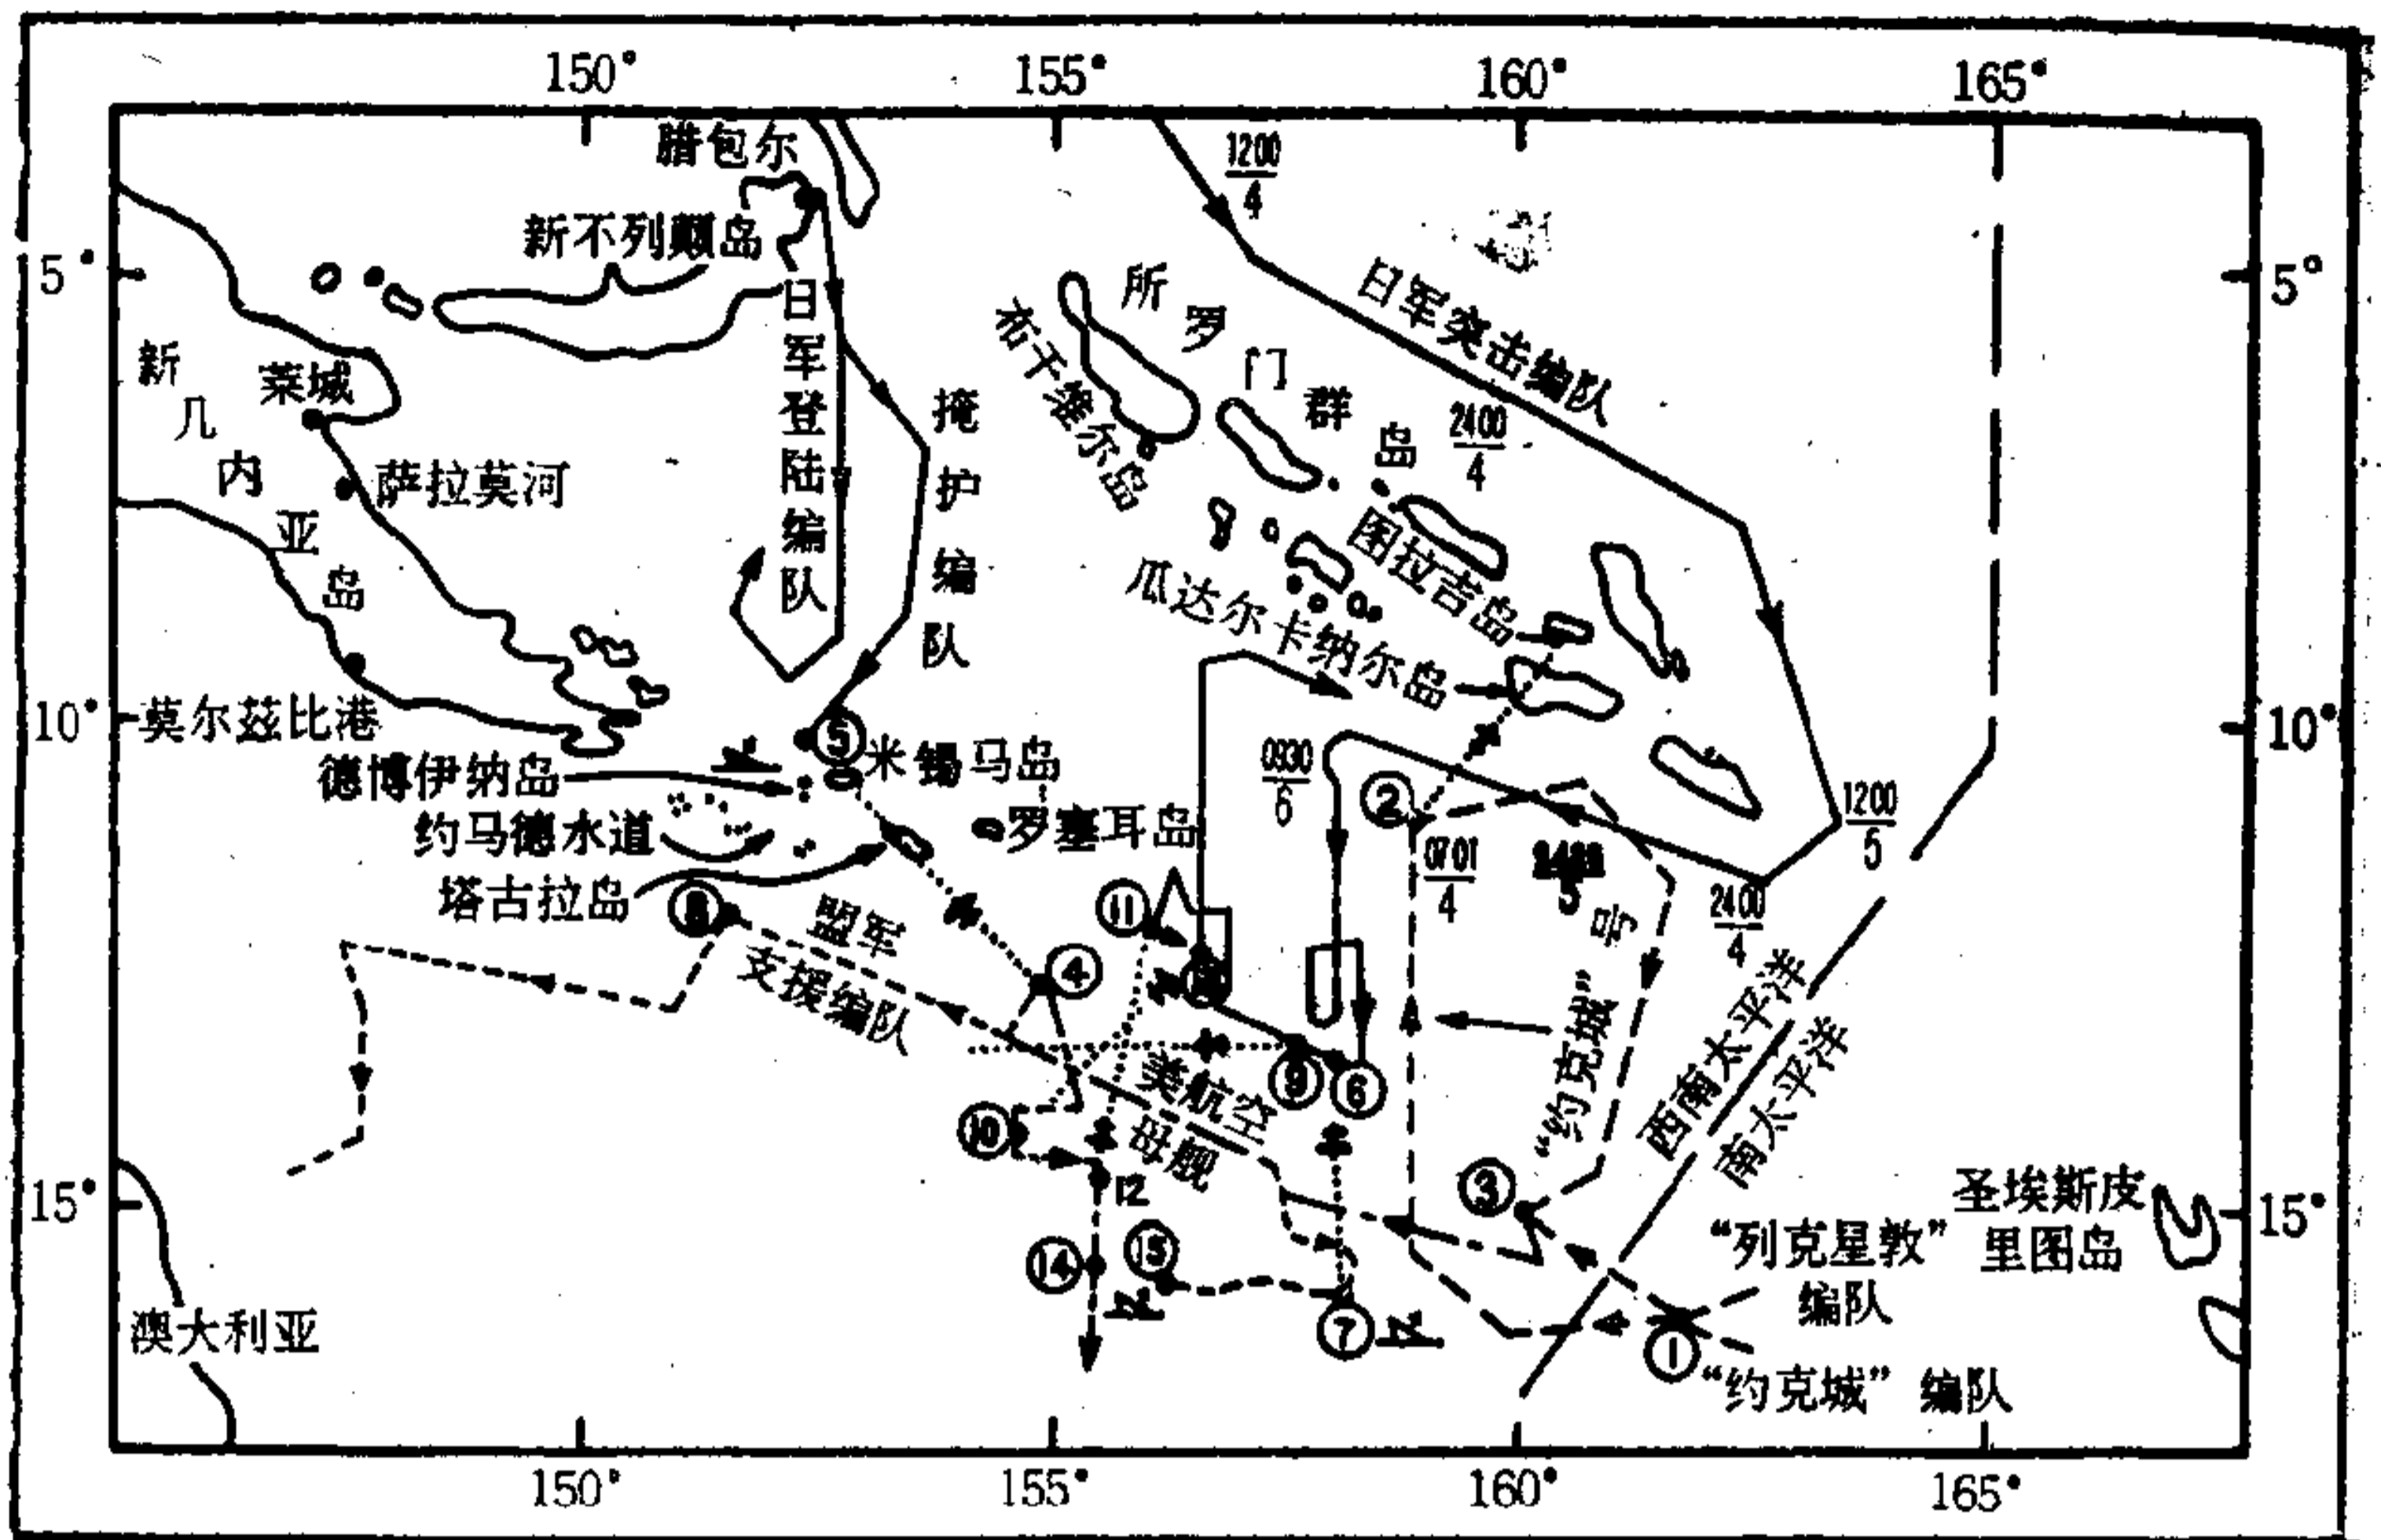 150° 155° 160° 165°
腊包尔
1200
4
新不列颠岛
5°
5°
日军登陆编队
掩护编队
所罗门群岛
布干维尔岛
日军突击编队
新几内亚岛
莱城
萨拉莫河
2400
4
图拉吉岛
瓜达尔卡纳尔岛
10°
莫尔兹比港
10°
⑤
米锡马岛
德博伊纳岛
约马德水道
罗塞耳岛
塔古拉岛
0930
6
②
0701
4
5
1200
5
2400
4
⑧
盟军
支援编队
⑪
④
“约克城”号
西南太平洋
南太平洋
美航空
母舰
⑨
⑥
⑩
12
15°
③
圣埃斯皮
里图岛
15°
“列克星敦”
编队
⑭
⑦
①
“约克城”编队
澳大利亚
150° 155° 160° 165°